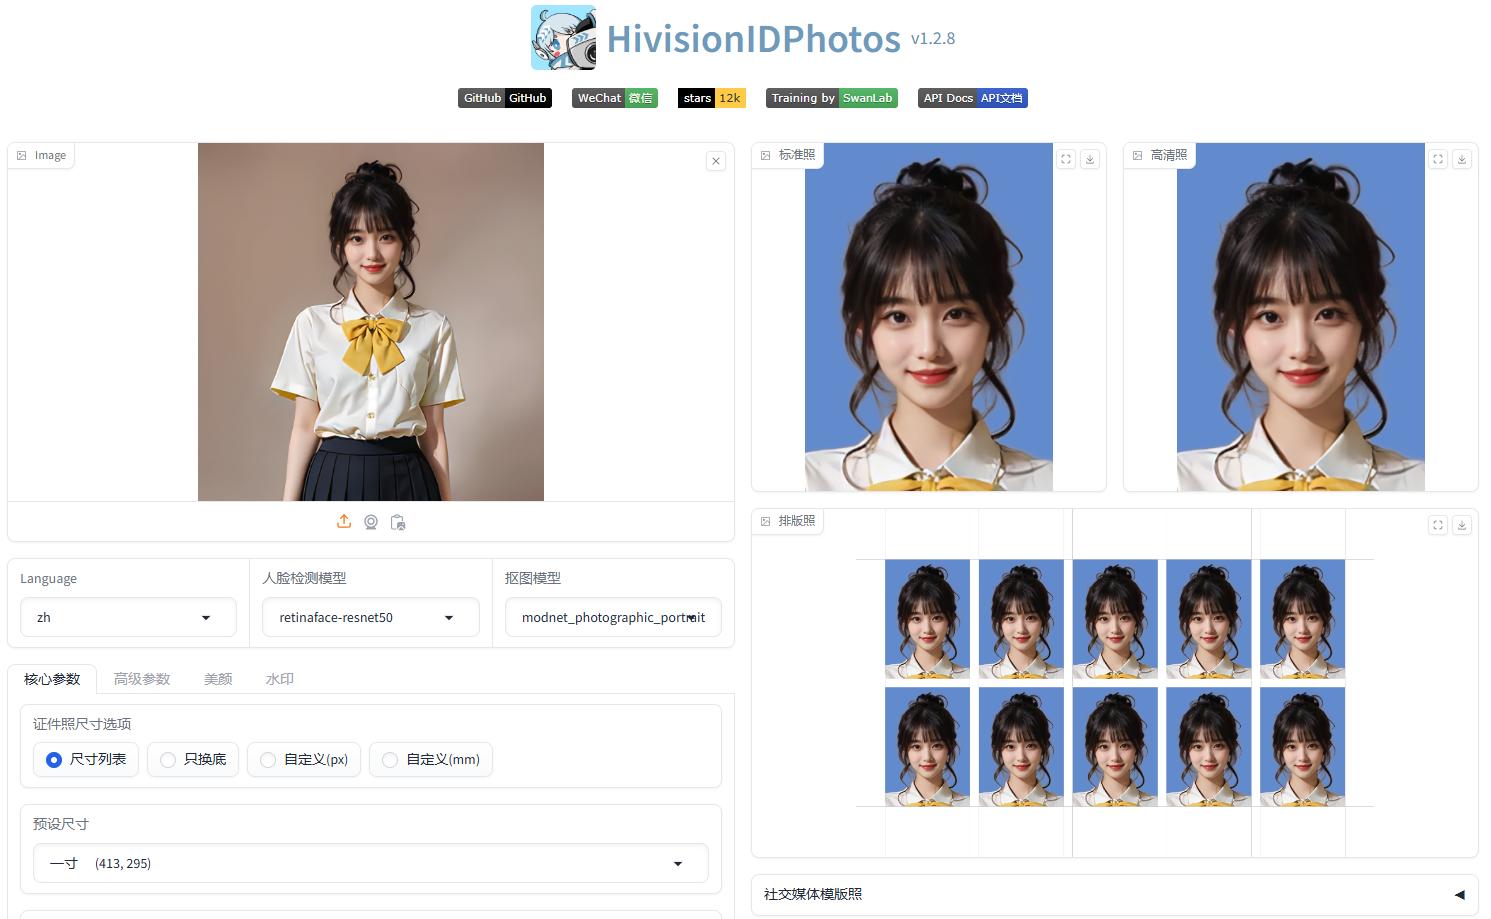 HivisionIDPhotos v1.2.8
GitHub GitHub
WeChat 微信
stars 12k
Training by SwanLab
API Docs API文档
Image
标准照
高清照
排版照
Language
zh
人脸检测模型
retinaface-resnet50
抠图模型
modnet_photographic_portrait
核心参数
高级参数
美颜
水印
证件照尺寸选项
尺寸列表
只换底
自定义(px)
自定义(mm)
预设尺寸
一寸 (413, 295)
社交媒体模版照